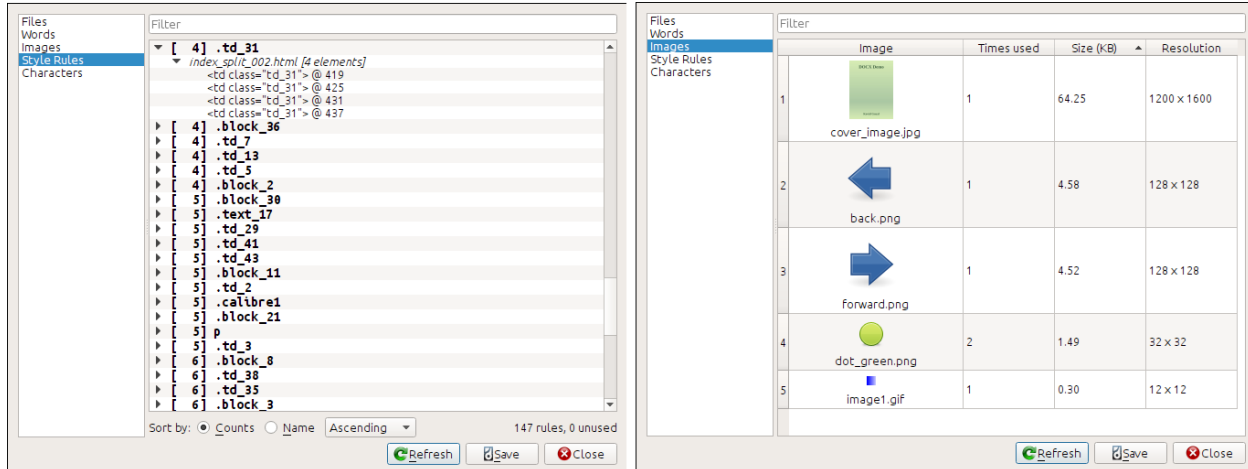 Files
Words
Images
Style Rules
Characters
Filter
[ 4] .td_31
index_split_002.html [4 elements]
<td class="td_31"> @ 419
<td class="td_31"> @ 425
<td class="td_31"> @ 431
<td class="td_31"> @ 437
[ 4] .block_36
[ 4] .td_7
[ 4] .td_13
[ 4] .td_5
[ 4] .block_2
[ 5] .block_30
[ 5] .text_17
[ 5] .td_29
[ 5] .td_41
[ 5] .td_43
[ 5] .block_11
[ 5] .td_2
[ 5] .calibre1
[ 5] .block_21
[ 5] p
[ 5] .td_3
[ 6] .block_8
[ 6] .td_38
[ 6] .td_35
[ 6] .block_3
Sort by: Counts Name Ascending 147 rules, 0 unused
Refresh Save Close
Files
Words
Images
Style Rules
Characters
Filter
Image Times used Size (KB) Resolution
DOCX Demo
1 1 64.25 1200 x 1600
cover_image.jpg
2 1 4.58 128 x 128
back.png
3 1 4.52 128 x 128
forward.png
4 2 1.49 32 x 32
dot_green.png
5 1 0.30 12 x 12
image1.gif
Refresh Save Close